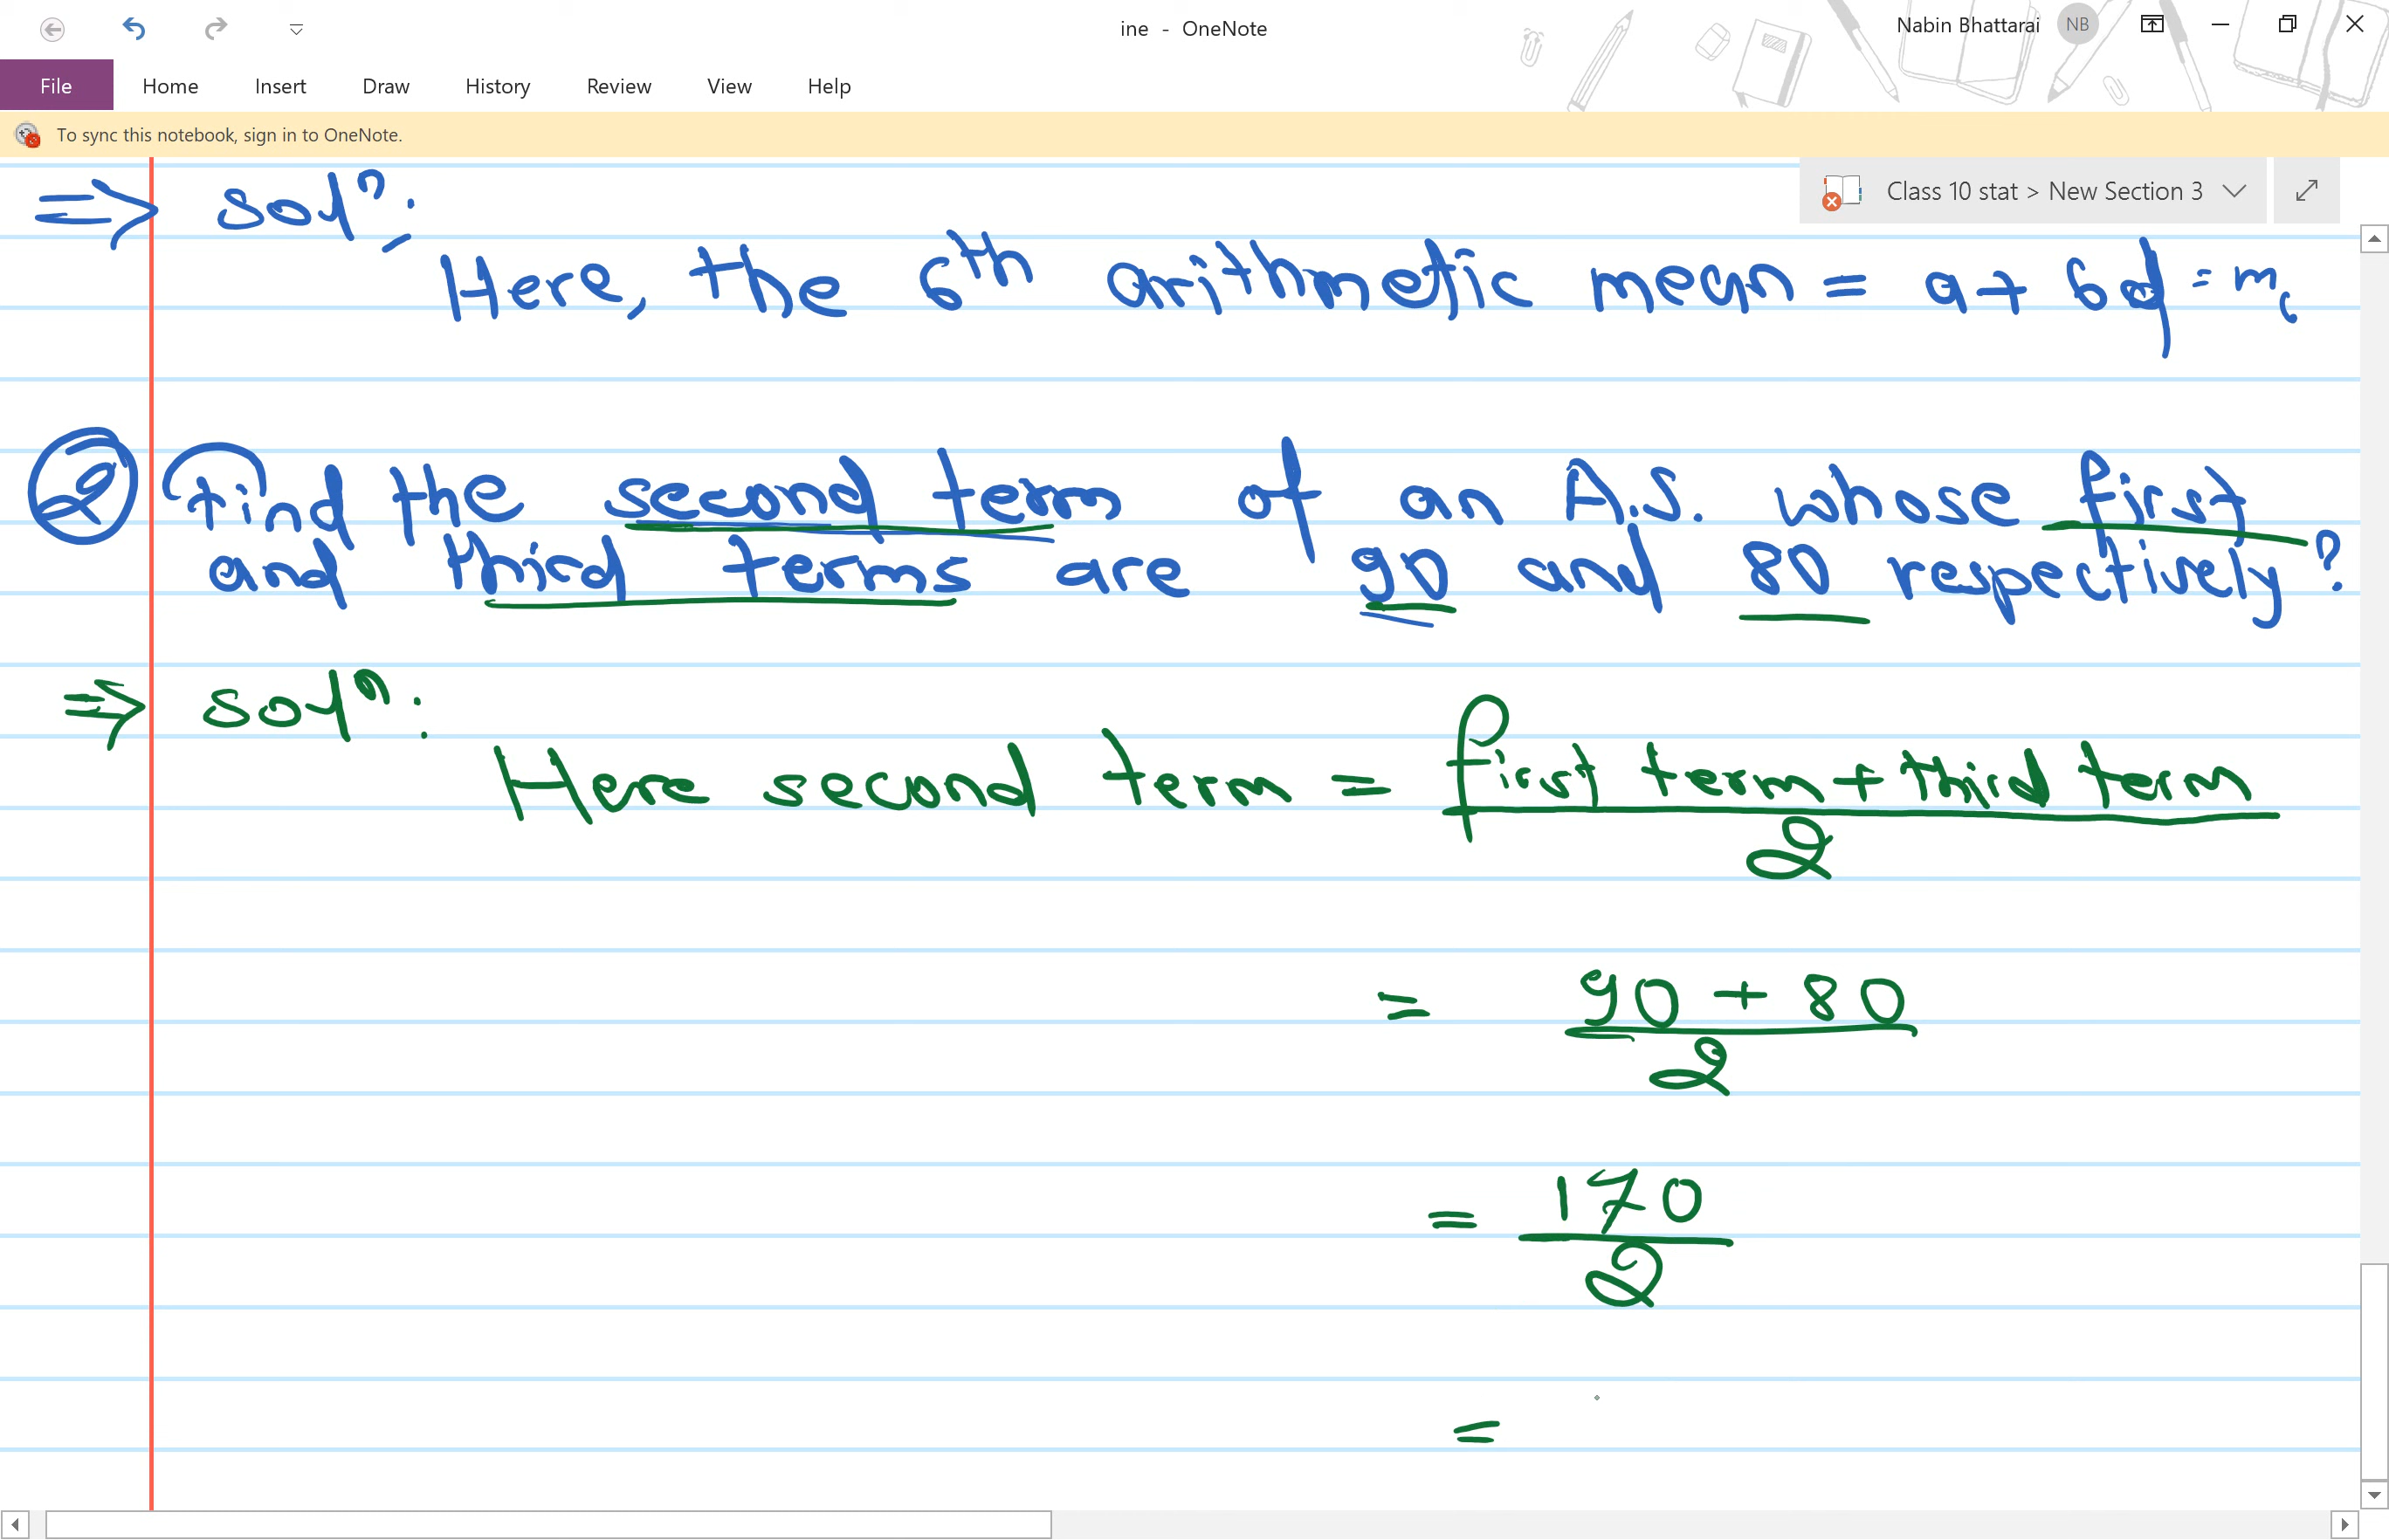 ine - OneNote
Nabin Bhattarai NB
File Home Insert Draw History Review View Help
To sync this notebook, sign in to OneNote.
Class 10 stat > New Section 3
=> solⁿ:
Here, the 6th arithmetic mean = a + 6d = m₆
2 Find the second term of an A.S. whose first
and third terms are 90 and 80 respectively?
=> solⁿ:
Here second term = first term + third term
2
= 90 + 80
2
= 170
2
=